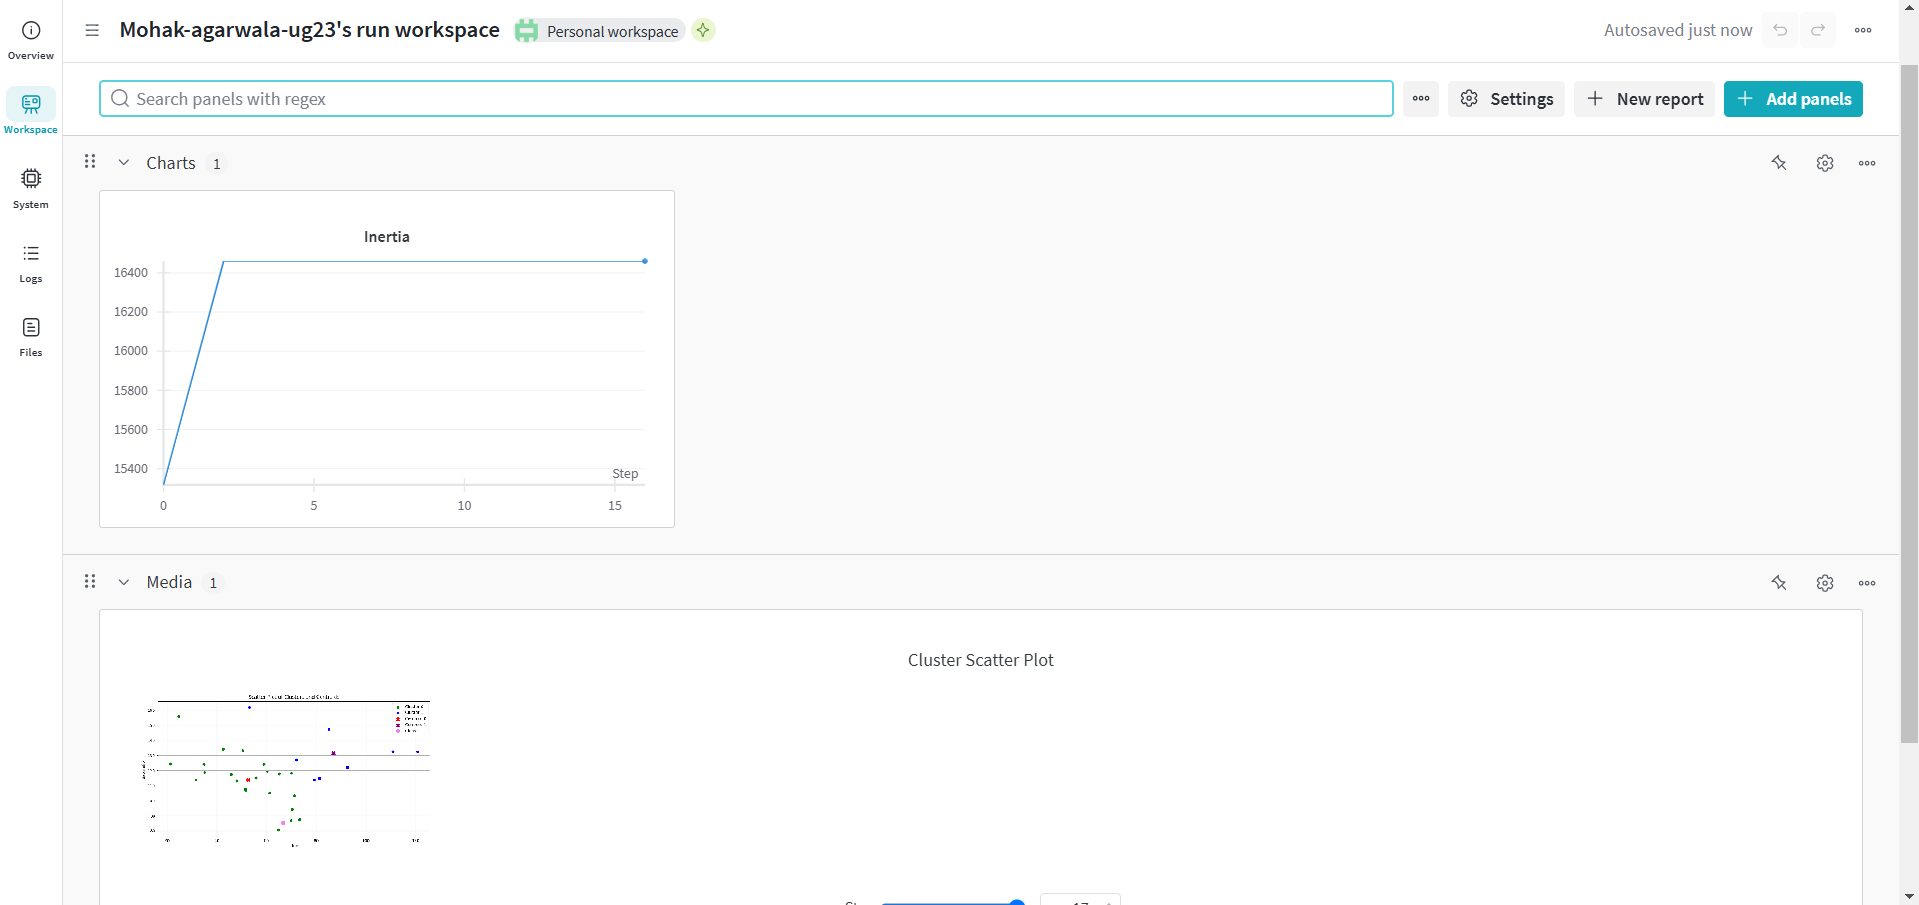 Overview
Workspace
System
Logs
Files
Mohak-agarwala-ug23's run workspace
Personal workspace
Autosaved just now
Search panels with regex
Settings
New report
Add panels
Charts 1
Inertia
16400
16200
16000
15800
15600
15400
Step
0 5 10 15
Media 1
Cluster Scatter Plot